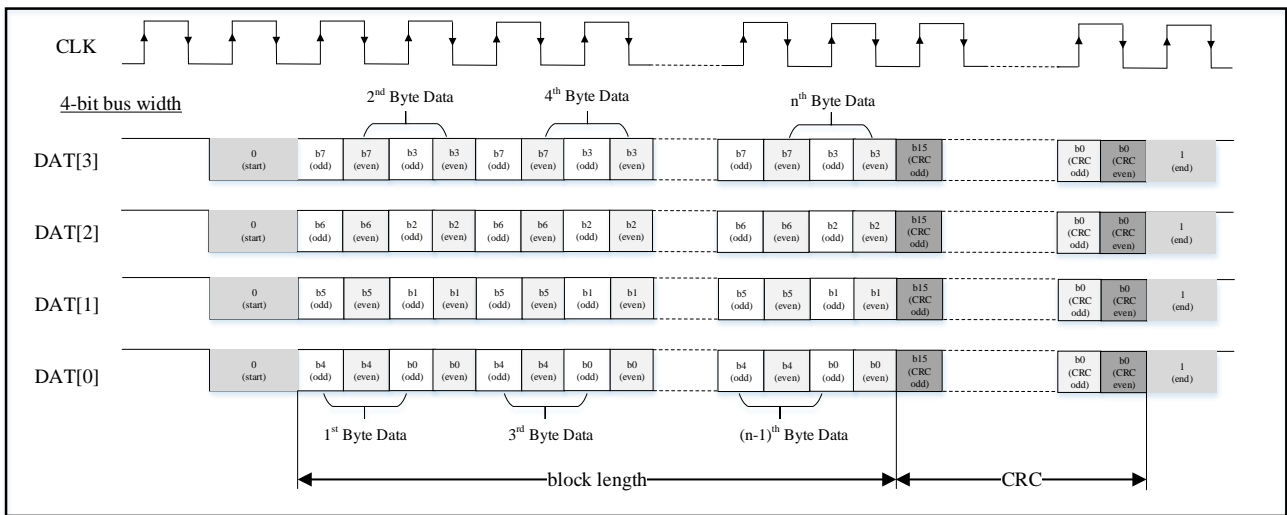 CLK
4-bit bus width
2nd Byte Data 4th Byte Data nth Byte Data
DAT[3]
0 b7 b7 b3 b3 b7 b7 b3 b3 b7 b7 b3 b3 b15 b0 b0 1
(start) (odd) (even) (odd) (even) (odd) (even) (odd) (even) (odd) (even) (odd) (even) (CRC (CRC (CRC (end)
odd) odd) even)
DAT[2]
0 b6 b6 b2 b2 b6 b6 b2 b2 b6 b6 b2 b2 b15 b0 b0 1
(start) (odd) (even) (odd) (even) (odd) (even) (odd) (even) (odd) (even) (odd) (even) (CRC (CRC (CRC (end)
odd) odd) even)
DAT[1]
0 b5 b5 b1 b1 b5 b5 b1 b1 b5 b5 b1 b1 b15 b0 b0 1
(start) (odd) (even) (odd) (even) (odd) (even) (odd) (even) (odd) (even) (odd) (even) (CRC (CRC (CRC (end)
odd) odd) even)
DAT[0]
0 b4 b4 b0 b0 b4 b4 b0 b0 b4 b4 b0 b0 b15 b0 b0 1
(start) (odd) (even) (odd) (even) (odd) (even) (odd) (even) (odd) (even) (odd) (even) (CRC (CRC (CRC (end)
odd) odd) even)
1st Byte Data 3rd Byte Data (n-1)th Byte Data
block length CRC